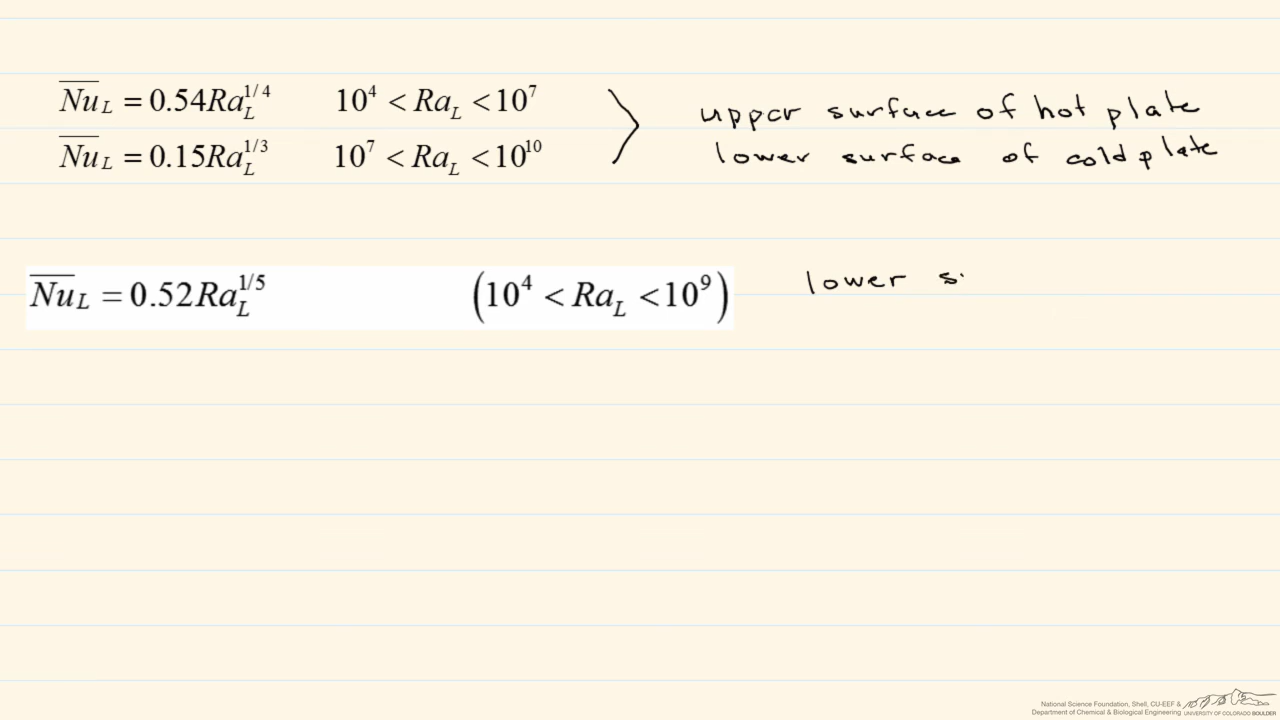 \overline{Nu}_L = 0.54Ra_L^{1/4} 10^4 < Ra_L < 10^7 upper surface of hot plate
\overline{Nu}_L = 0.15Ra_L^{1/3} 10^7 < Ra_L < 10^{10} lower surface of cold plate
\overline{Nu}_L = 0.52Ra_L^{1/5} (10^4 < Ra_L < 10^9) lower s
National Science Foundation, Shell, CU-EEF &
Department of Chemical & Biological Engineering
UNIVERSITY OF COLORADO BOULDER